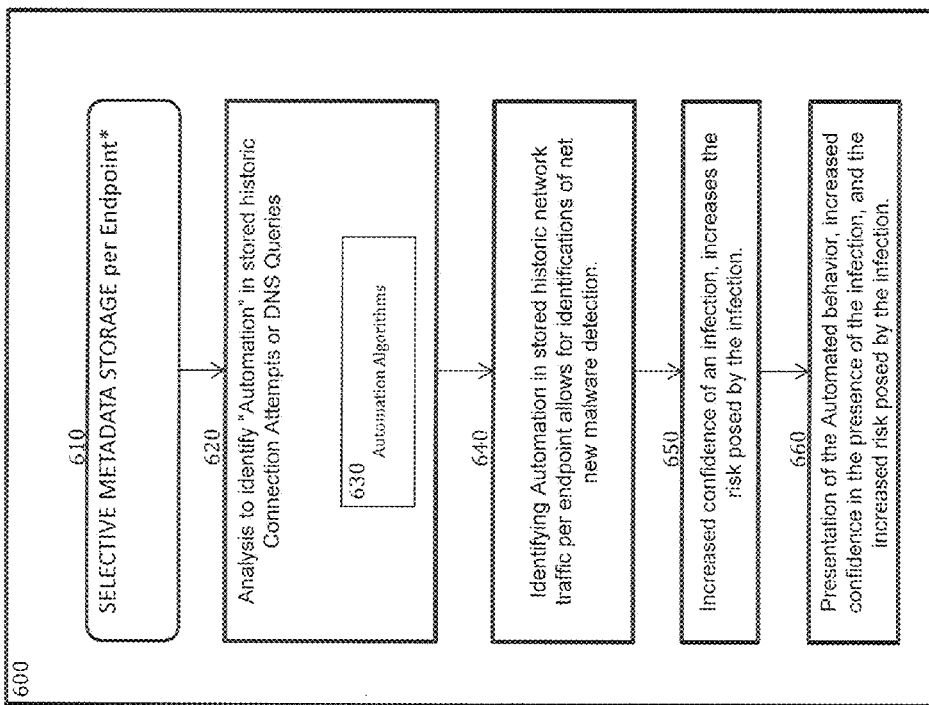 600
610
SELECTIVE METADATA STORAGE per Endpoint*
620
Analysis to identify "Automation" in stored historic
Connection Attempts or DNS Queries
630
Automation Algorithms
640
Identifying Automation in stored historic network
traffic per endpoint allows for identifications of net
new malware detection.
650
Increased confidence of an infection, increases the
risk posed by the infection.
660
Presentation of the Automated behavior, increased
confidence in the presence of the infection, and the
increased risk posed by the infection.